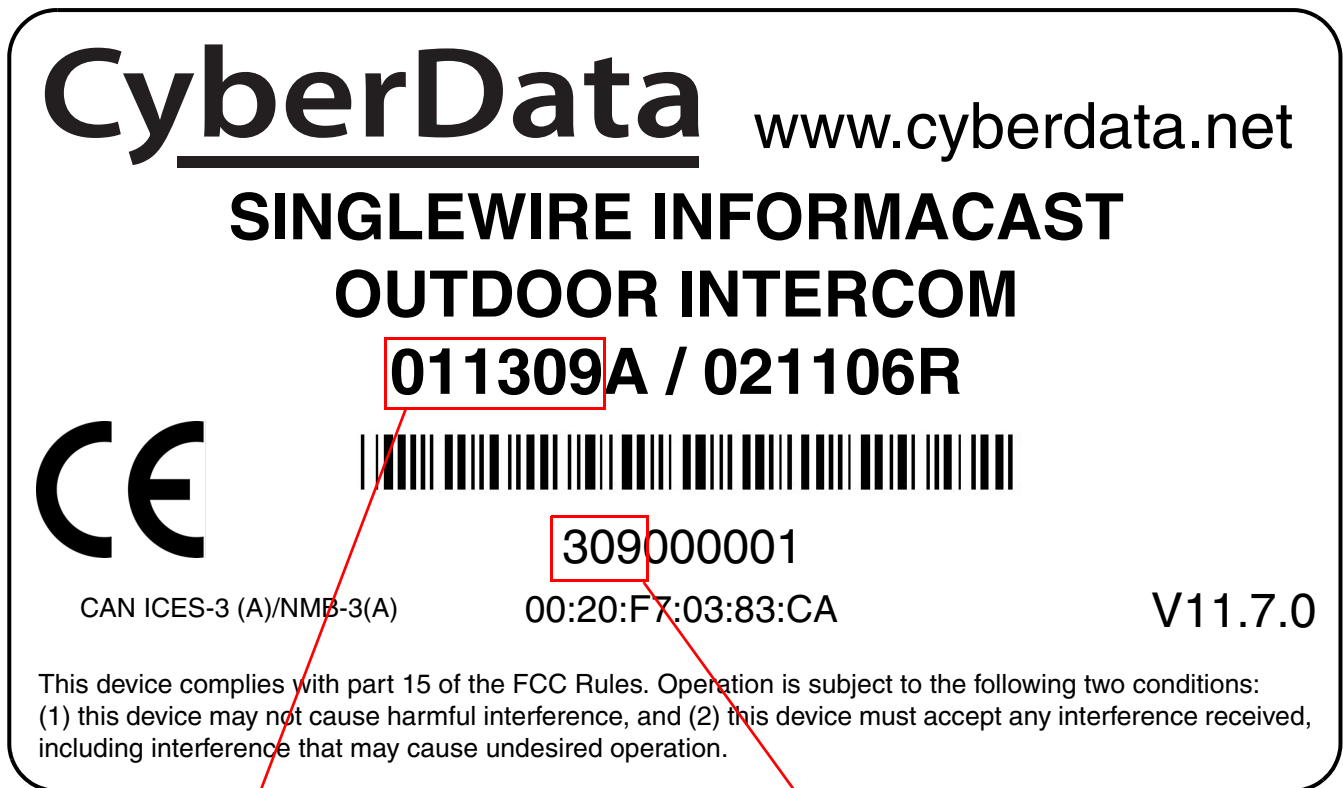 CyberData www.cyberdata.net
SINGLEWIRE INFORMACAST
OUTDOOR INTERCOM
011309A / 021106R
CE
309000001
CAN ICES-3 (A)/NMB-3(A) 00:20:F7:03:83:CA V11.7.0
This device complies with part 15 of the FCC Rules. Operation is subject to the following two conditions:
(1) this device may not cause harmful interference, and (2) this device must accept any interference received,
including interference that may cause undesired operation.